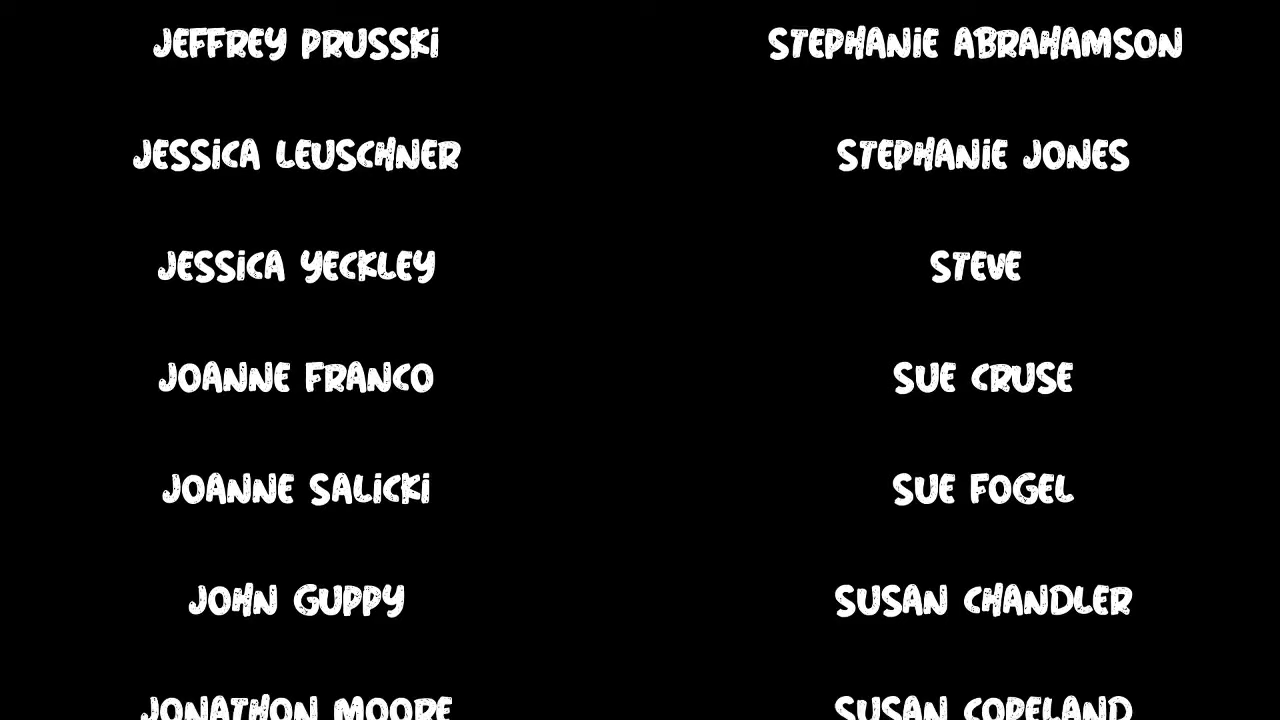 JEFFREY PRUSSKI
STEPHANIE ABRAHAMSON
JESSICA LEUSCHNER
STEPHANIE JONES
JESSICA YECKLEY
STEVE
JOANNE FRANCO
SUE CRUSE
JOANNE SALICKI
SUE FOGEL
JOHN GUPPY
SUSAN CHANDLER
JONATHON MOORE
SUSAN COPELAND